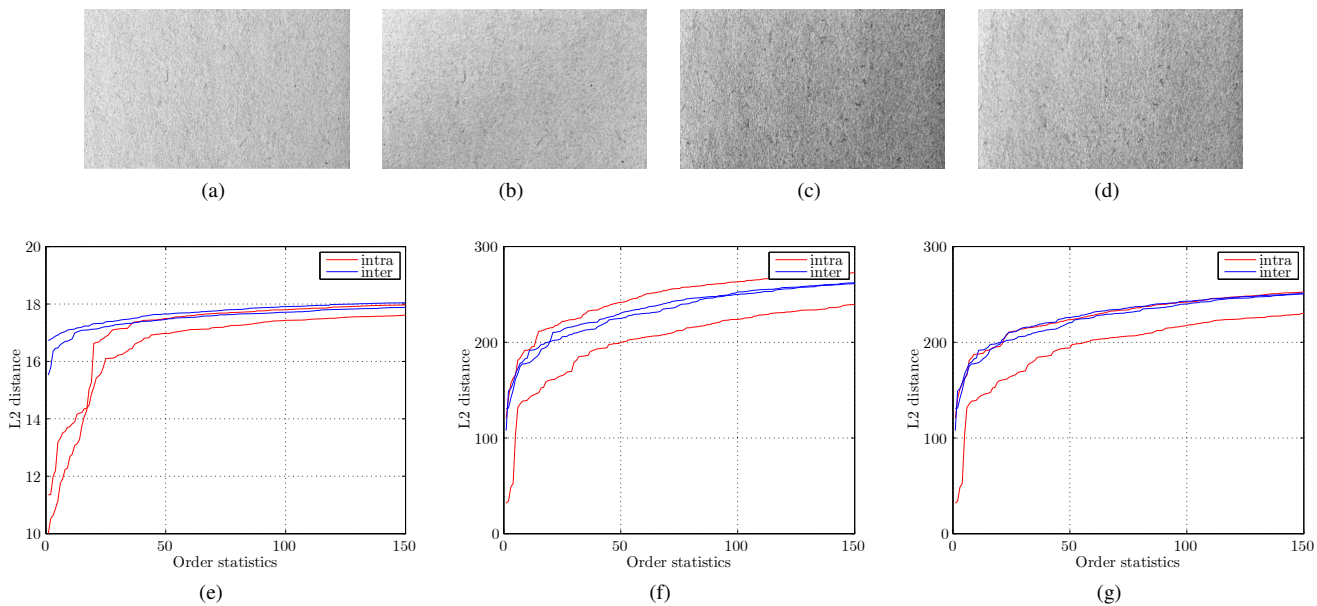 (a) (b) (c) (d)
20
18
16
14
12
10
L2 distance
0 50 100 150
Order statistics
intra
inter
(e)
300
200
100
0
L2 distance
0 50 100 150
Order statistics
intra
inter
(f)
300
200
100
0
L2 distance
0 50 100 150
Order statistics
intra
inter
(g)